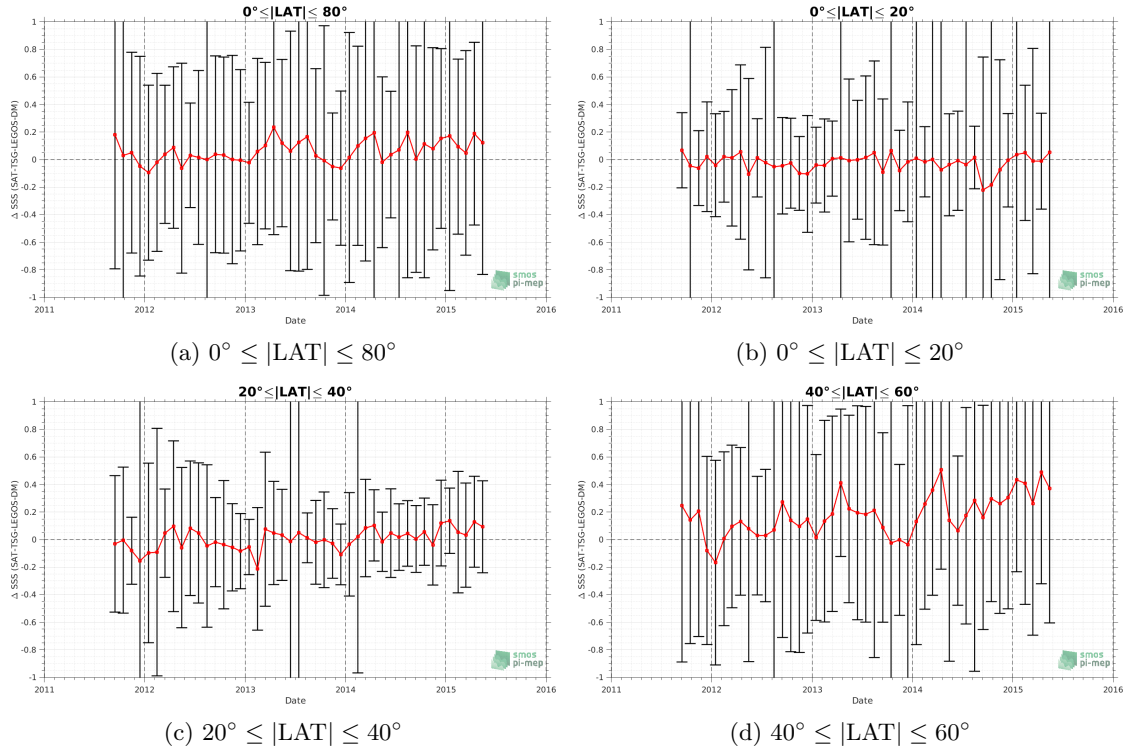 0°≤|LAT|≤ 80°
Δ SSS (SAT-TSG-LEGOS-DM)
1
0.8
0.6
0.4
0.2
0
-0.2
-0.4
-0.6
-0.8
-1
2011 2012 2013 2014 2015 2016
Date
smos
pi-mep
(a) 0° ≤ |LAT| ≤ 80°
0°≤|LAT|≤ 20°
Δ SSS (SAT-TSG-LEGOS-DM)
1
0.8
0.6
0.4
0.2
0
-0.2
-0.4
-0.6
-0.8
-1
2011 2012 2013 2014 2015 2016
Date
smos
pi-mep
(b) 0° ≤ |LAT| ≤ 20°
20°≤|LAT|≤ 40°
Δ SSS (SAT-TSG-LEGOS-DM)
1
0.8
0.6
0.4
0.2
0
-0.2
-0.4
-0.6
-0.8
-1
2011 2012 2013 2014 2015 2016
Date
smos
pi-mep
(c) 20° ≤ |LAT| ≤ 40°
40°≤|LAT|≤ 60°
Δ SSS (SAT-TSG-LEGOS-DM)
1
0.8
0.6
0.4
0.2
0
-0.2
-0.4
-0.6
-0.8
-1
2011 2012 2013 2014 2015 2016
Date
smos
pi-mep
(d) 40° ≤ |LAT| ≤ 60°